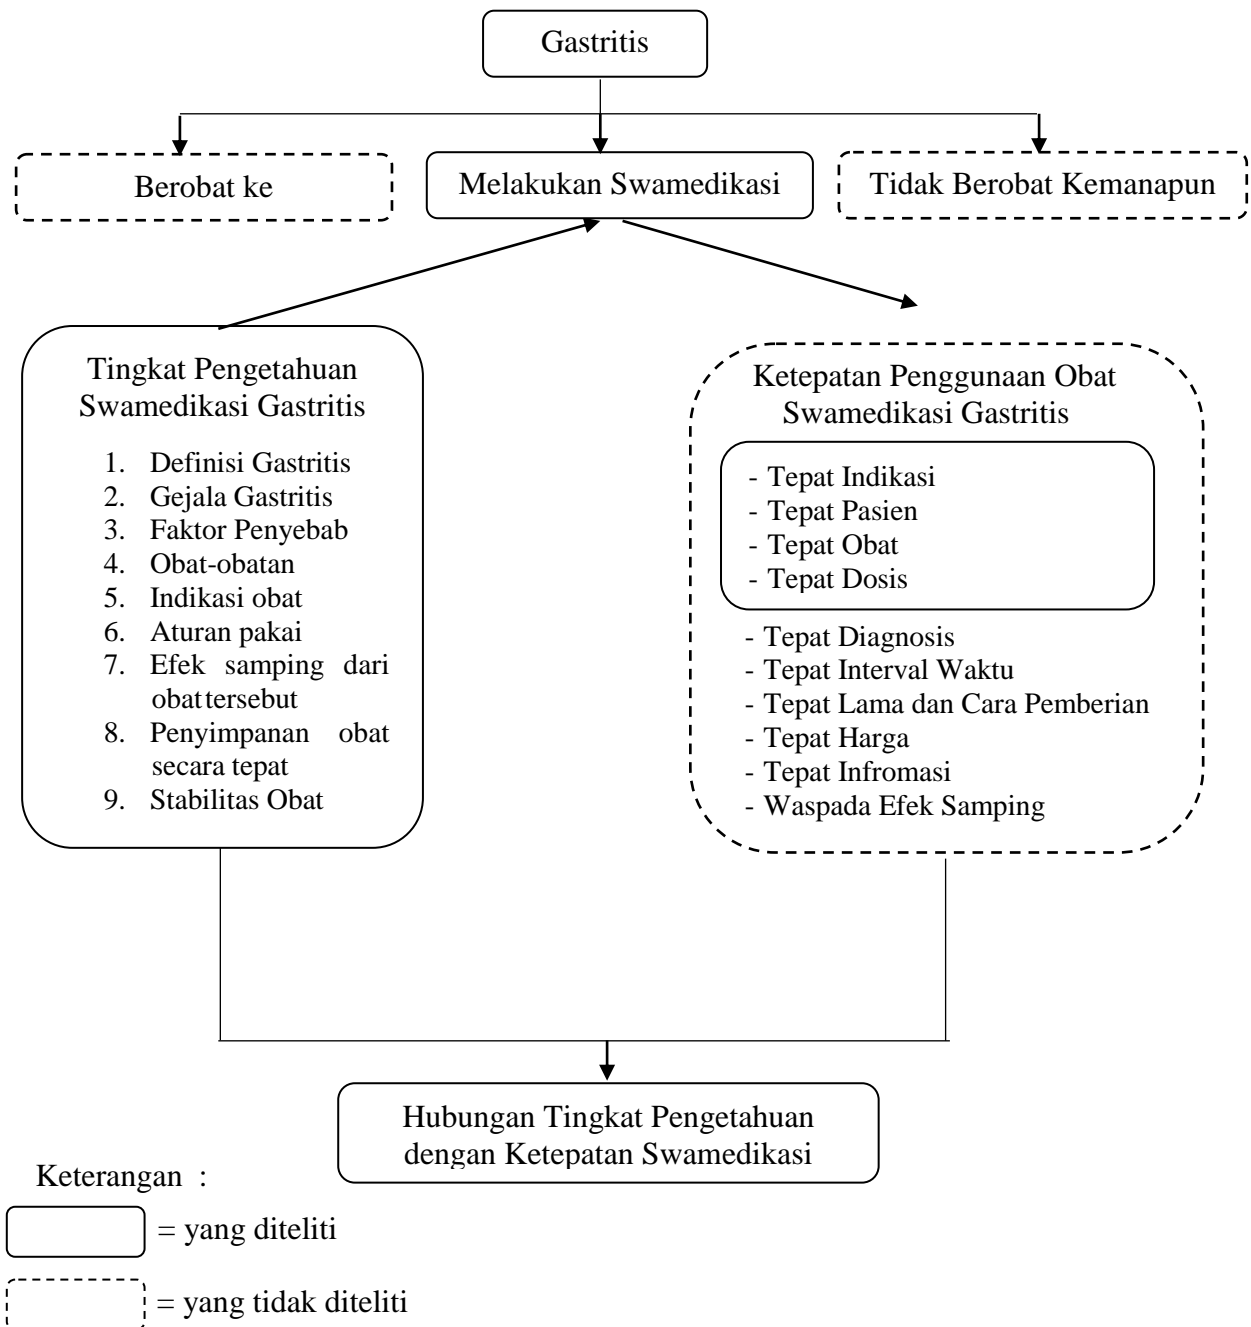 Gastritis
Berobat ke
Melakukan Swamedikasi
Tidak Berobat Kemanapun
Tingkat Pengetahuan
Swamedikasi Gastritis
1. Definisi Gastritis
2. Gejala Gastritis
3. Faktor Penyebab
4. Obat-obatan
5. Indikasi obat
6. Aturan pakai
7. Efek samping dari
obat tersebut
8. Penyimpanan obat
secara tepat
9. Stabilitas Obat
Ketepatan Penggunaan Obat
Swamedikasi Gastritis
- Tepat Indikasi
- Tepat Pasien
- Tepat Obat
- Tepat Dosis
- Tepat Diagnosis
- Tepat Interval Waktu
- Tepat Lama dan Cara Pemberian
- Tepat Harga
- Tepat Infromasi
- Waspada Efek Samping
Hubungan Tingkat Pengetahuan
dengan Ketepatan Swamedikasi
Keterangan :
= yang diteliti
= yang tidak diteliti